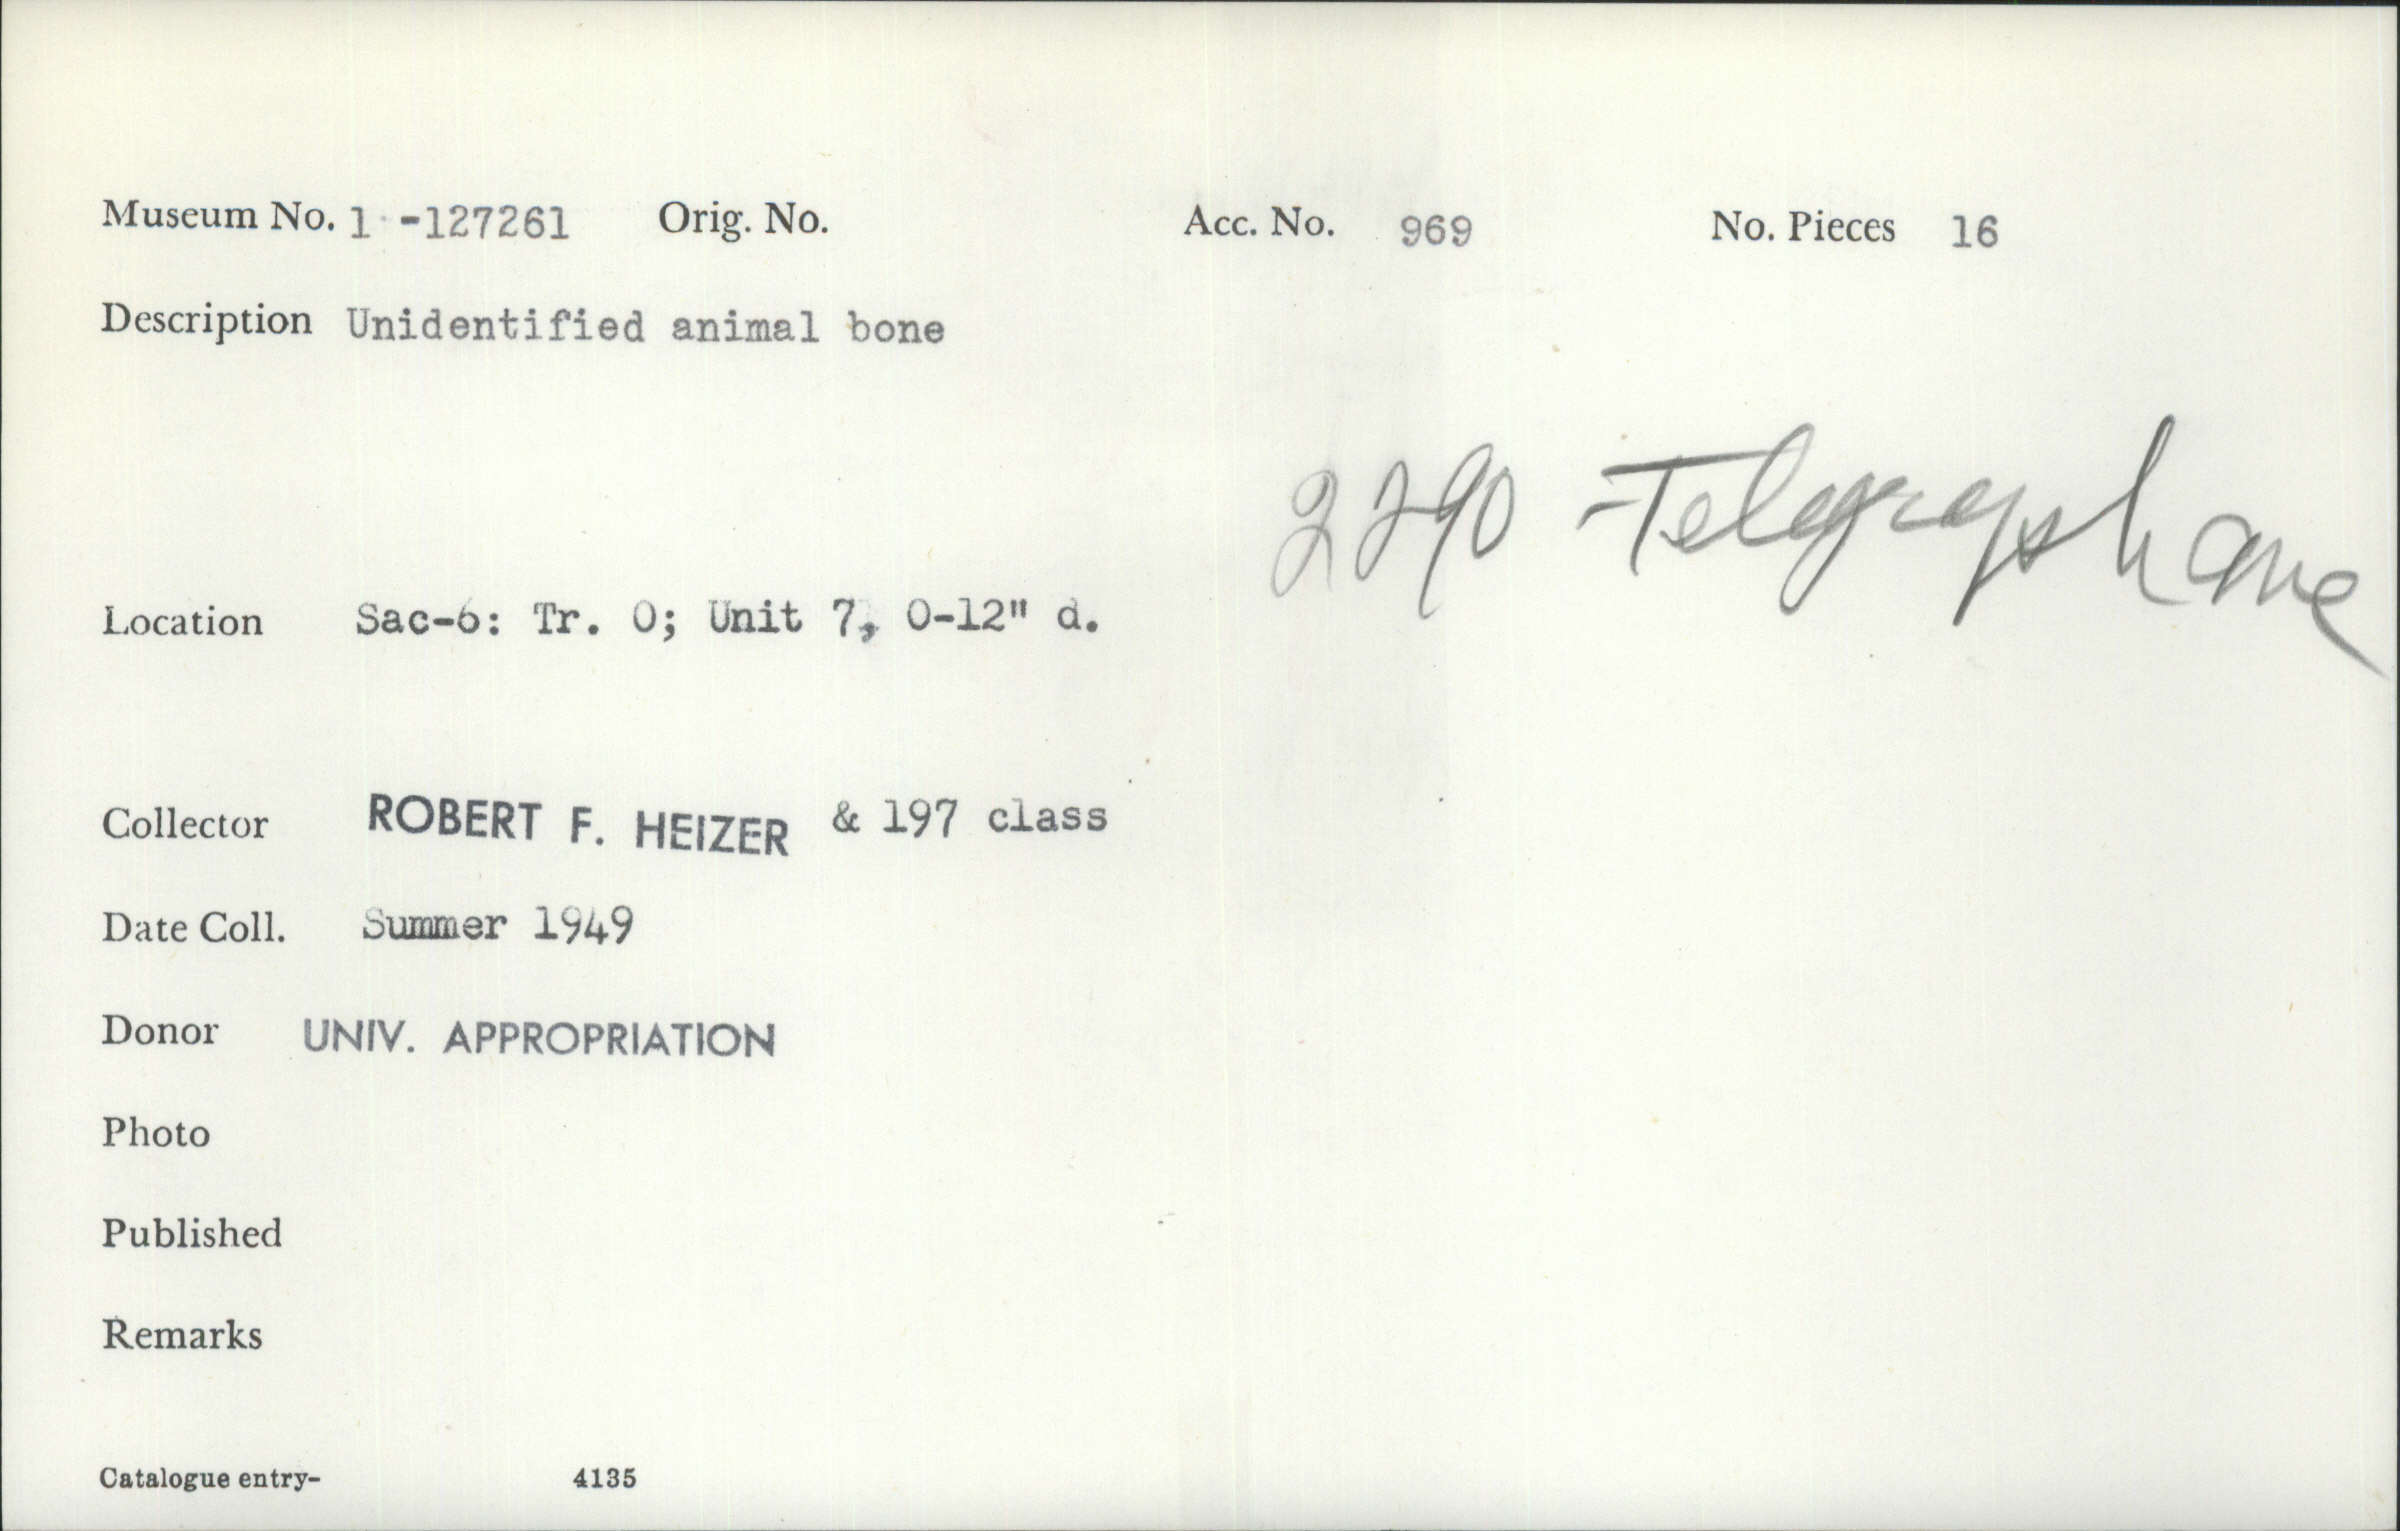 Museum No. 1 -127261 Orig. No. Acc. No. 969 No. Pieces 16
Description Unidentified animal bone
2290 Telegraph ave
Location Sac-6: Tr. O; Unit 7, 0-12" d.
Collector ROBERT F. HEIZER & 197 class
Date Coll. Summer 1949
Donor UNIV. APPROPRIATION
Photo
Published
Remarks
Catalogue entry- 4135